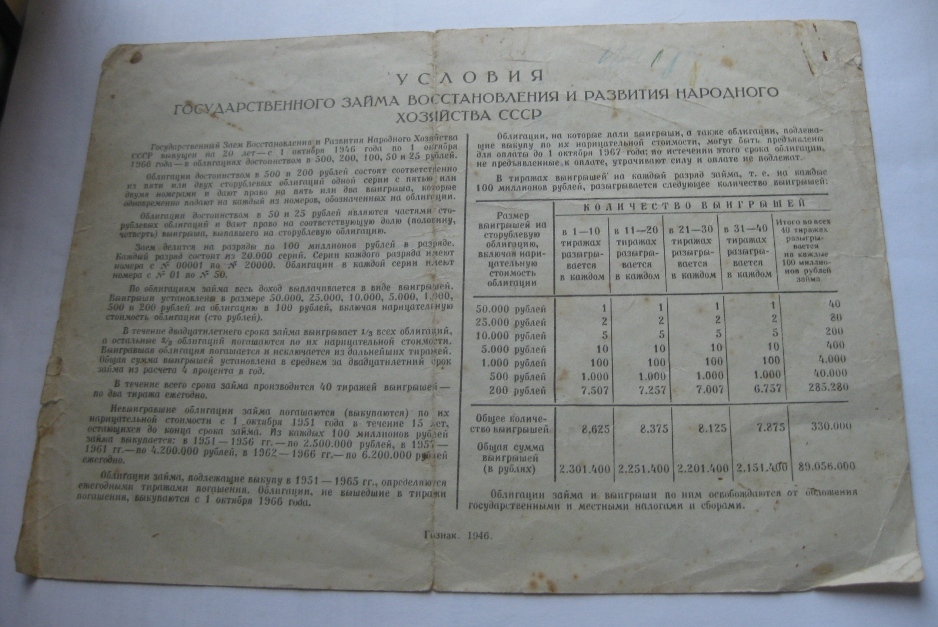 УСЛОВИЯ
ГОСУДАРСТВЕННОГО ЗАЙМА ВОССТАНОВЛЕНИЯ И РАЗВИТИЯ НАРОДНОГО
ХОЗЯЙСТВА СССР
Государственный Заем Восстановления и Развития Народного Хозяйства
СССР выпущен на 20 лет—с 1 октября 1946 года по 1 октября
1966 года—в облигациях достоинством в 500, 200, 100, 50 и 25 рублей.
Облигации достоинством в 500 и 200 рублей состоят соответственно
из пяти или двух сторублевых облигаций одной серии с пятью или
двумя номерами и дают право на пять или два выигрыша, которые
одновременно падают на каждый из номеров, обозначенных на облигации.
Облигации достоинством в 50 и 25 рублей являются частями сто-
рублевых облигаций и дают право на соответствующую долю (половину,
четверть) выигрыша, выпавшего на сторублевую облигацию.
Заем делится на разряды по 100 миллионов рублей в разряде.
Каждый разряд состоит из 20.000 серий. Серии каждого разряда имеют
номера с № 00001 по № 20000. Облигации в каждой серии имеют
номера с № 01 по № 50.
По облигациям займа весь доход выплачивается в виде выигрышей.
Выигрыши установлены в размере 50.000, 25.000, 10.000, 5.000, 1.000,
500 и 200 рублей на облигацию в 100 рублей, включая нарицательную
стоимость облигации (сто рублей).
В течение двадцатилетнего срока займа выигрывает 1/3 всех облигаций,
а остальные 2/3 облигаций погашаются по их нарицательной стоимости.
Выигравшая облигация погашается и исключается из дальнейших тиражей.
Общая сумма выигрышей установлена в среднем за двадцатилетний срок
займа из расчета 4 процента в год.
В течение всего срока займа производится 40 тиражей выигрышей—
по два тиража ежегодно.
Невыигравшие облигации займа погашаются (выкупаются) по их
нарицательной стоимости с 1 октября 1951 года в течение 15 лет,
остающихся до конца срока займа. Из каждых 100 миллионов рублей
займа выкупается: в 1951—1956 гг.—по 2.500.000 рублей, в 1957—
1961 гг.—по 4.200.000 рублей, в 1962—1966 гг.—по 6.200.000 рублей
ежегодно.
Облигации займа, подлежащие выкупу в 1951—1965 гг., определяются
ежегодными тиражами погашения. Облигации, не вышедшие в тиражи
погашения, выкупаются с 1 октября 1966 года.
Облигации, на которые пали выигрыши, а также облигации, подлежа-
щие выкупу по их нарицательной стоимости, могут быть предъявлены
для оплаты до 1 октября 1967 года; по истечении этого срока облигации,
не предъявленные к оплате, утрачивают силу и оплате не подлежат.
В тиражах выигрышей на каждый разряд займа, т. е. на каждые
100 миллионов рублей, разыгрывается следующее количество выигрышей:
Размер
выигрышей на
сторублевую
облигацию,
включая нари-
цательную
стоимость
облигации
КОЛИЧЕСТВО ВЫИГРЫШЕЙ
в 1—10
тиражах
разыгры-
вается
в каждом
в 11—20
тиражах
разыгры-
вается
в каждом
в 21—30
тиражах
разыгры-
вается
в каждом
в 31—40
тиражах
разыгры-
вается
в каждом
Итого во всех
40 тиражах
разыгры-
вается
на каждые
100 миллио-
нов рублей
займа
50.000 рублей 1 1 1 1 40
25.000 рублей 2 2 2 2 80
10.000 рублей 5 5 5 5 200
5.000 рублей 10 10 10 10 400
1.000 рублей 100 100 100 100 4.000
500 рублей 1.000 1.000 1.000 1.000 40.000
200 рублей 7.507 7.257 7.007 6.757 285.280
Общее количе-
ство выигрышей 8.625 8.375 8.125 7.875 330.000
Общая сумма
выигрышей
(в рублях) 2.301.400 2.251.400 2.201.400 2.151.400 89.056.000
Облигации займа и выигрыши по ним освобождаются от обложения
государственными и местными налогами и сборами.
Гознак. 1946.